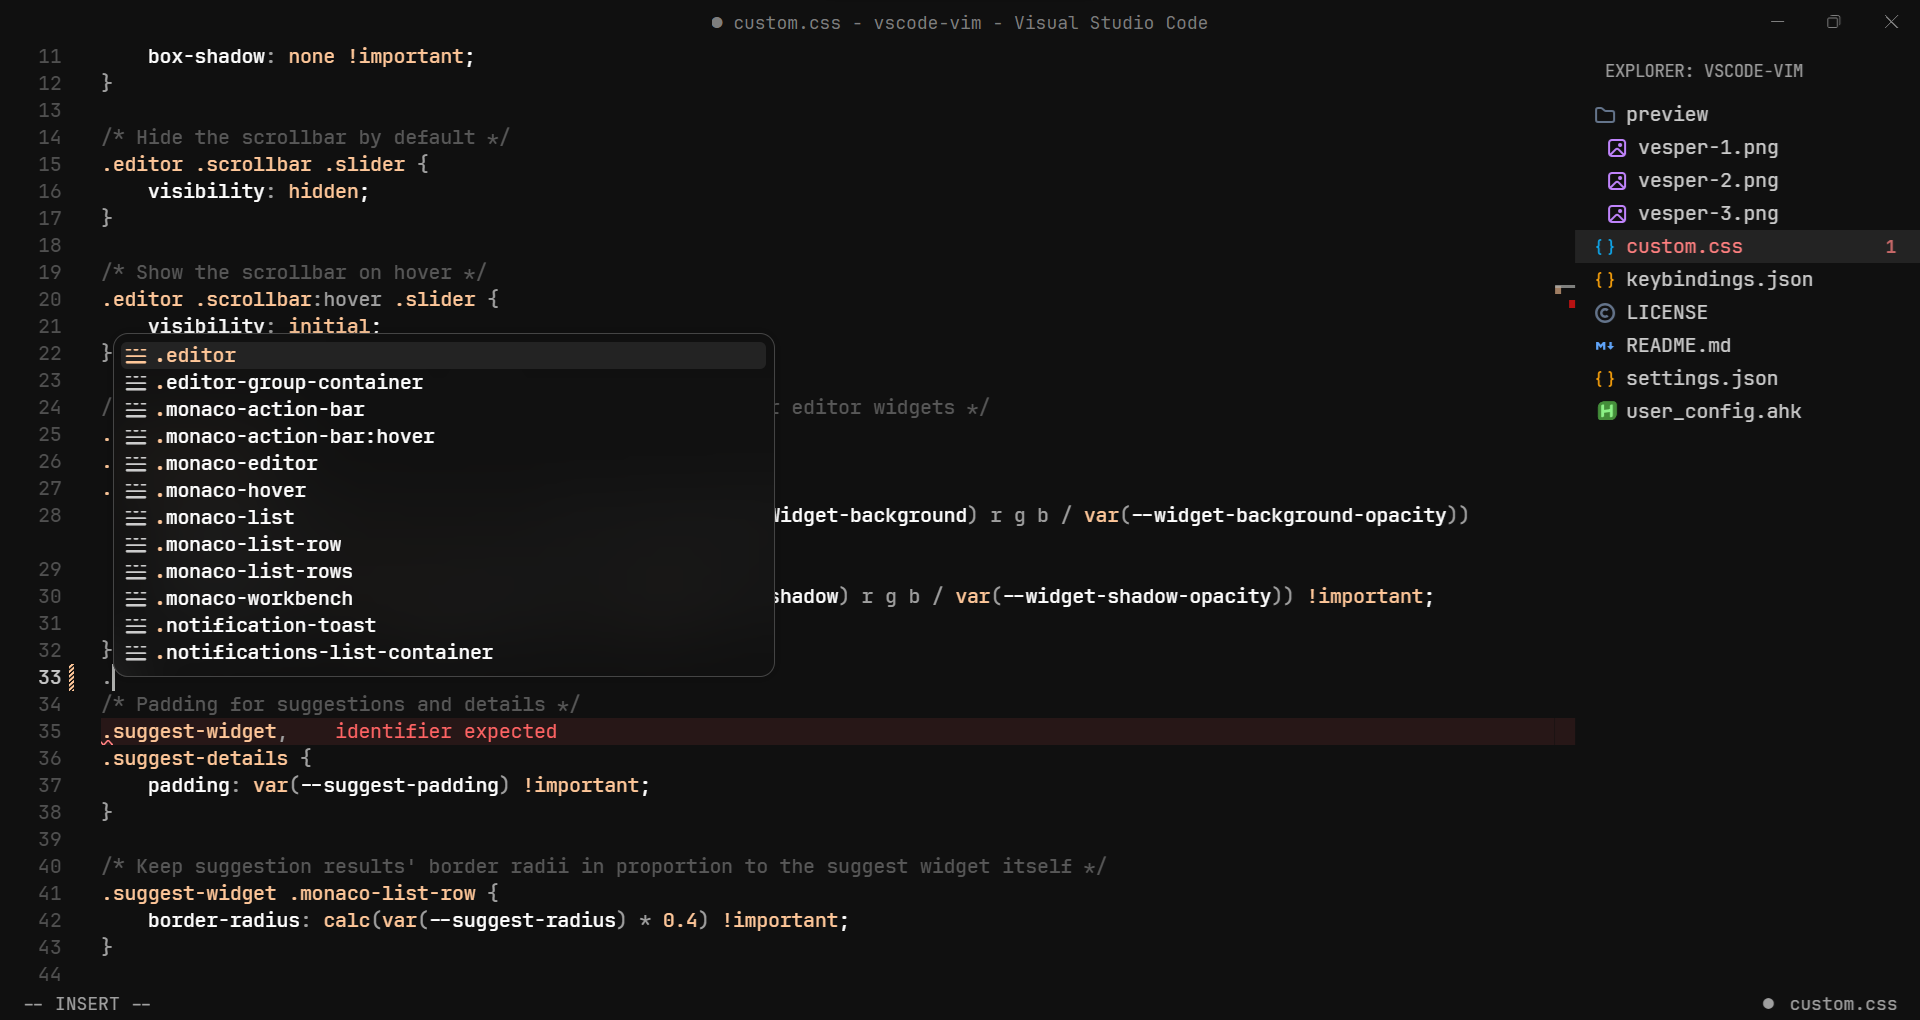 ● custom.css - vscode-vim - Visual Studio Code
11 box-shadow: none !important;
12 }
13
14 /* Hide the scrollbar by default */
15 .editor .scrollbar .slider {
16 visibility: hidden;
17 }
18
19 /* Show the scrollbar on hover */
20 .editor .scrollbar:hover .slider {
21 visibility: initial;
22 }
23
24 / editor widgets */
25 .
26 .
27 .
28 Widget-background) r g b / var(--widget-background-opacity))
29
30 shadow) r g b / var(--widget-shadow-opacity)) !important;
31
32 }
33 .
34 /* Padding for suggestions and details */
35 .suggest-widget, identifier expected
36 .suggest-details {
37 padding: var(--suggest-padding) !important;
38 }
39
40 /* Keep suggestion results' border radii in proportion to the suggest widget itself */
41 .suggest-widget .monaco-list-row {
42 border-radius: calc(var(--suggest-radius) * 0.4) !important;
43 }
44
.editor
.editor-group-container
.monaco-action-bar
.monaco-action-bar:hover
.monaco-editor
.monaco-hover
.monaco-list
.monaco-list-row
.monaco-list-rows
.monaco-workbench
.notification-toast
.notifications-list-container
EXPLORER: VSCODE-VIM
preview
vesper-1.png
vesper-2.png
vesper-3.png
{} custom.css 1
{} keybindings.json
LICENSE
M↓ README.md
{} settings.json
H user_config.ahk
-- INSERT --
● custom.css